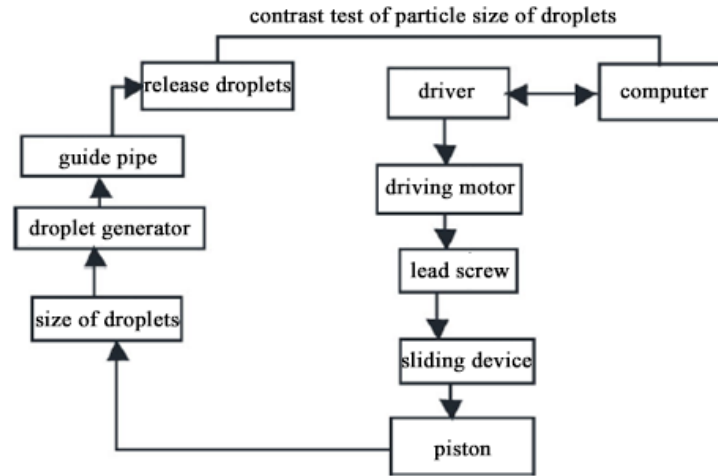 contrast test of particle size of droplets
release droplets
driver
computer
guide pipe
driving motor
droplet generator
lead screw
size of droplets
sliding device
piston